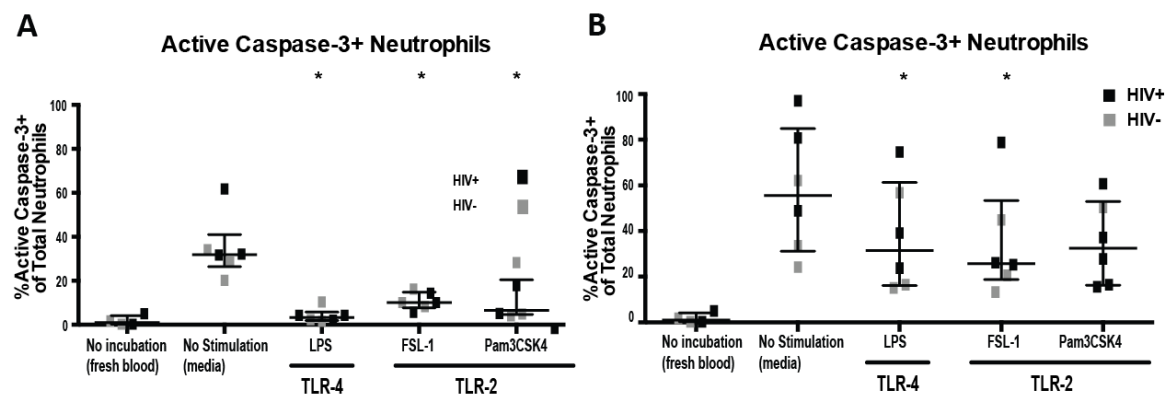 A
Active Caspase-3+ Neutrophils
* * *
%Active Caspase-3+
of Total Neutrophils
100
80
60
40
20
0
HIV+
HIV-
No incubation
(fresh blood)
No Stimulation
(media)
LPS
FSL-1
Pam3CSK4
TLR-4
TLR-2
B
Active Caspase-3+ Neutrophils
* *
%Active Caspase-3+
of Total Neutrophils
100
80
60
40
20
0
HIV+
HIV-
No incubation
(fresh blood)
No Stimulation
(media)
LPS
FSL-1
Pam3CSK4
TLR-4
TLR-2